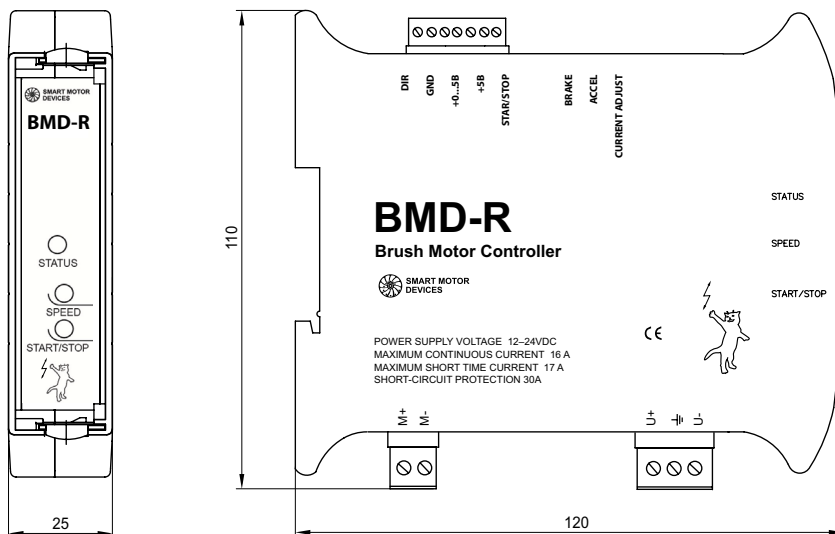 SMART MOTOR
DEVICES
BMD-R
STATUS
SPEED
START/STOP
25
110
DIR
GND
+0...5B
+5B
STAR/STOP
BRAKE
ACCEL
CURRENT ADJUST
STATUS
SPEED
START/STOP
BMD-R
Brush Motor Controller
SMART MOTOR
DEVICES
POWER SUPPLY VOLTAGE 12–24VDC
MAXIMUM CONTINUOUS CURRENT 16 A
MAXIMUM SHORT TIME CURRENT 17 A
SHORT-CIRCUIT PROTECTION 30A
CE
M+
M-
U+
U-
120